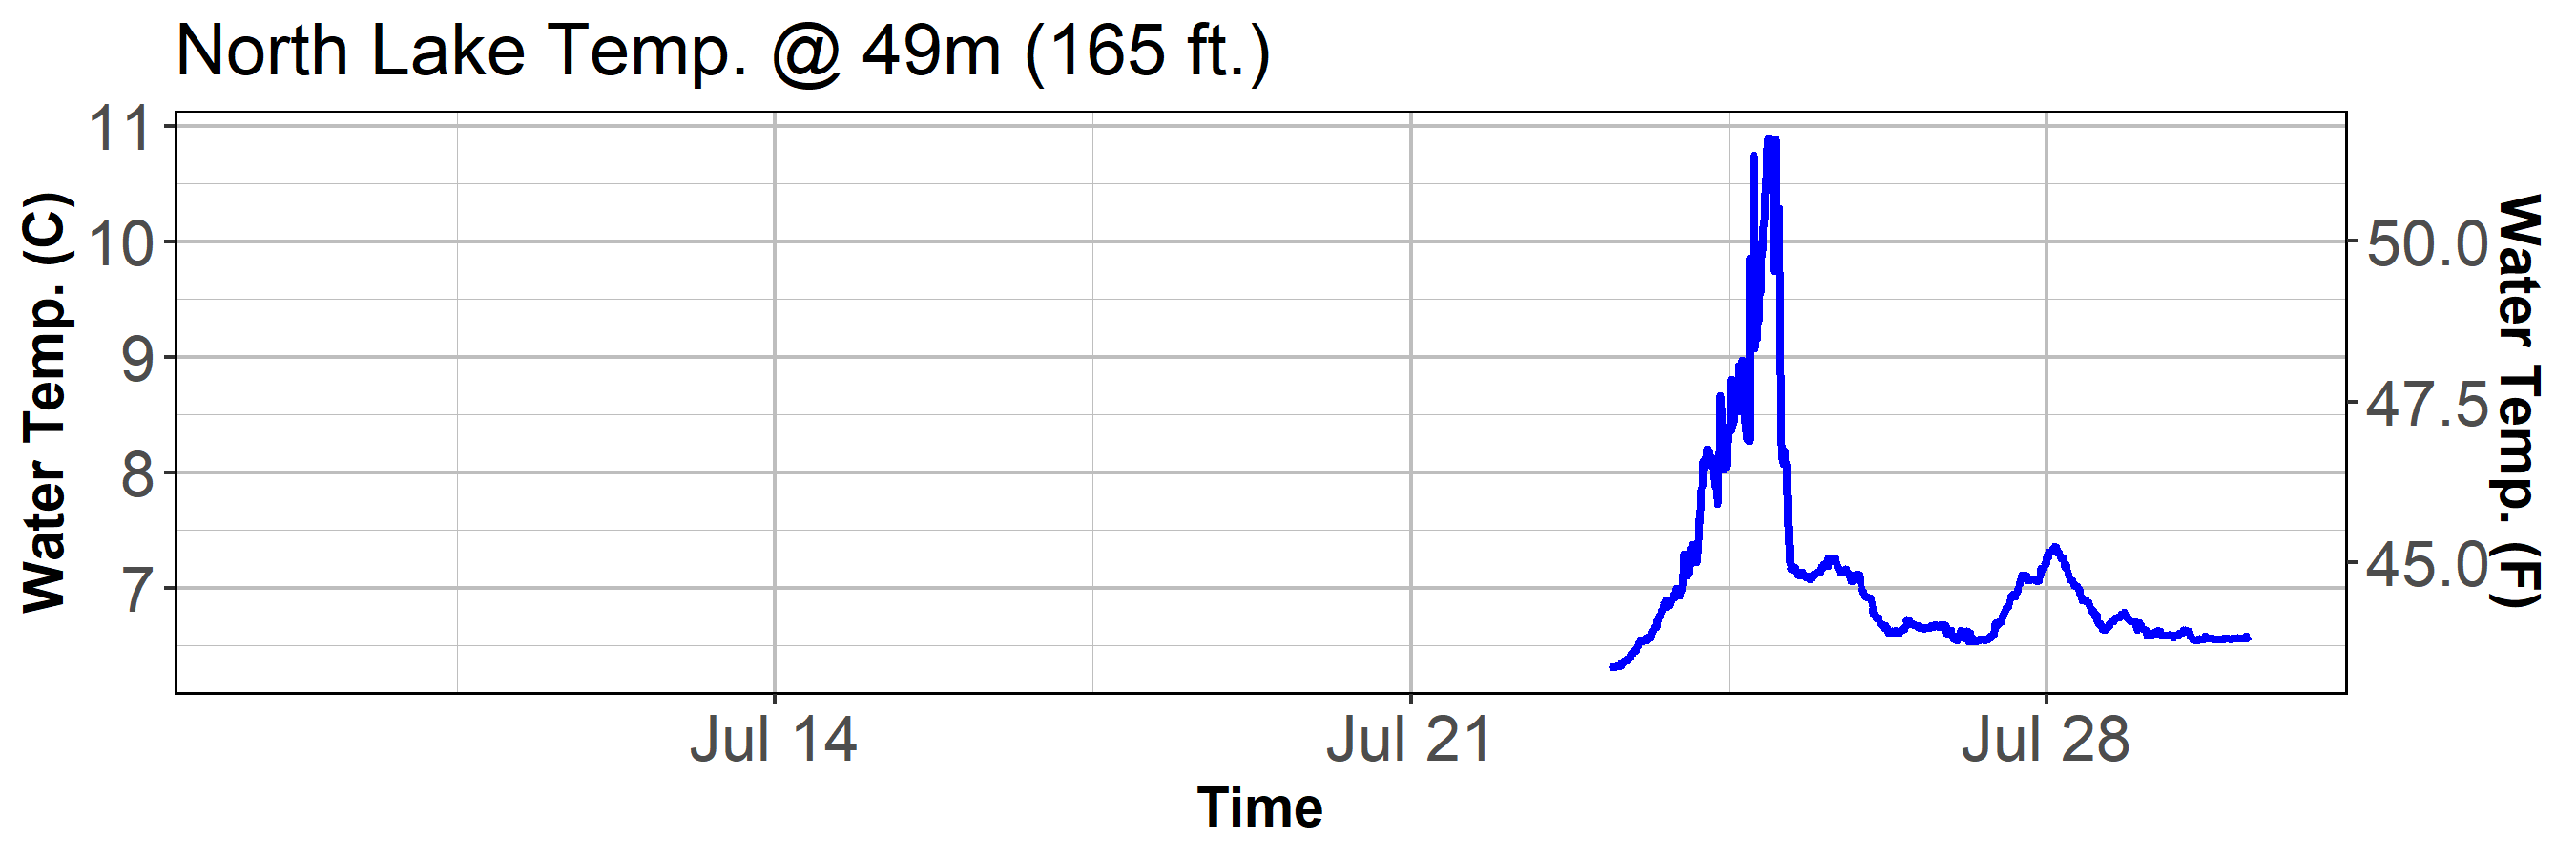 North Lake Temp. @ 49m (165 ft.)
Water Temp. (C)
11
10
9
8
7
50.0
47.5
45.0
Water Temp. (F)
Jul 14
Jul 21
Jul 28
Time